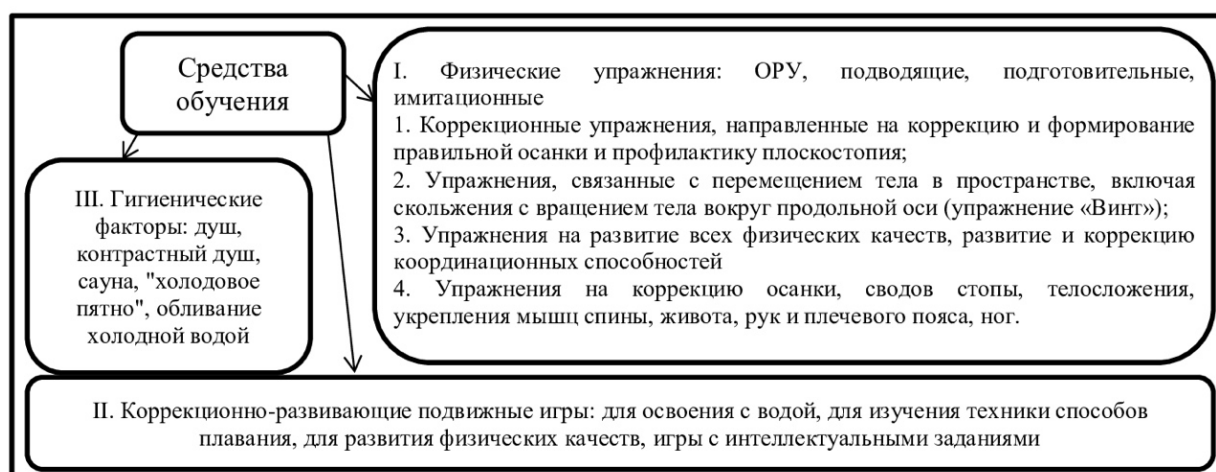 Средства
обучения
I. Физические упражнения: ОРУ, подводящие, подготовительные,
имитационные
1. Коррекционные упражнения, направленные на коррекцию и формирование
правильной осанки и профилактику плоскостопия;
2. Упражнения, связанные с перемещением тела в пространстве, включая
скольжения с вращением тела вокруг продольной оси (упражнение «Винт»);
3. Упражнения на развитие всех физических качеств, развитие и коррекцию
координационных способностей
4. Упражнения на коррекцию осанки, сводов стопы, телосложения,
укрепления мышц спины, живота, рук и плечевого пояса, ног.
III. Гигиенические
факторы: душ,
контрастный душ,
сауна, "холодовое
пятно", обливание
холодной водой
II. Коррекционно-развивающие подвижные игры: для освоения с водой, для изучения техники способов
плавания, для развития физических качеств, игры с интеллектуальными заданиями